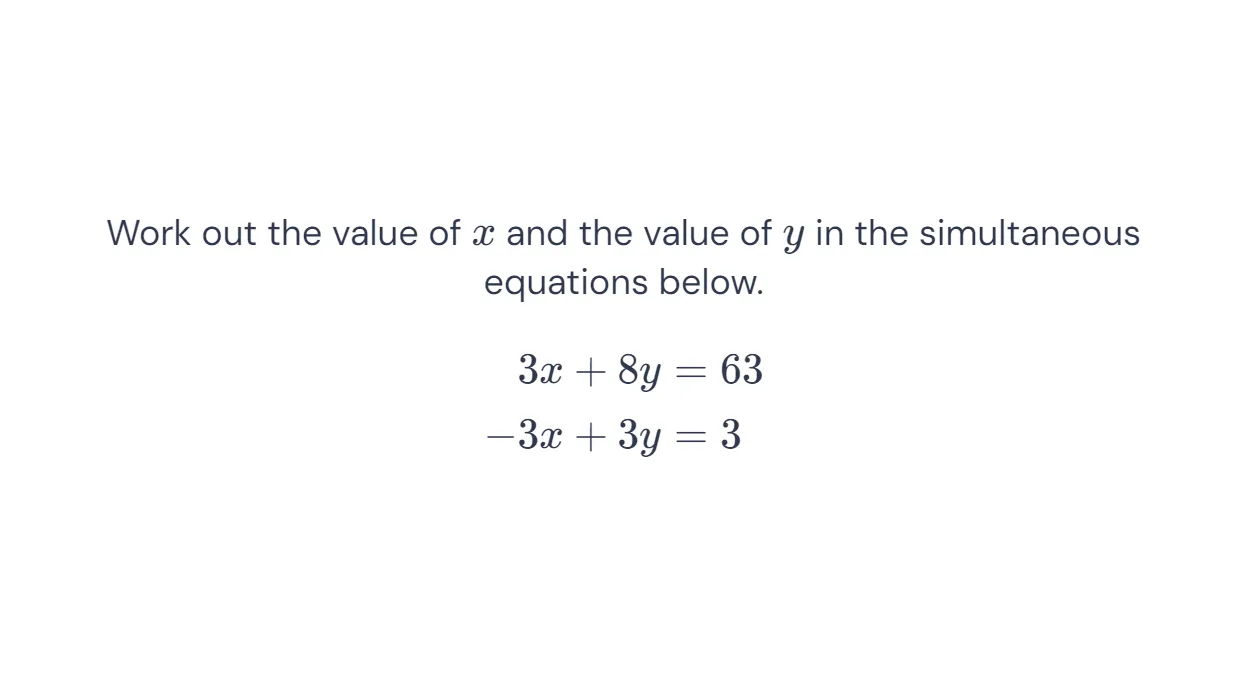 Work out the value of x and the value of y in the simultaneous
equations below.
3x + 8y = 63
−3x + 3y = 3